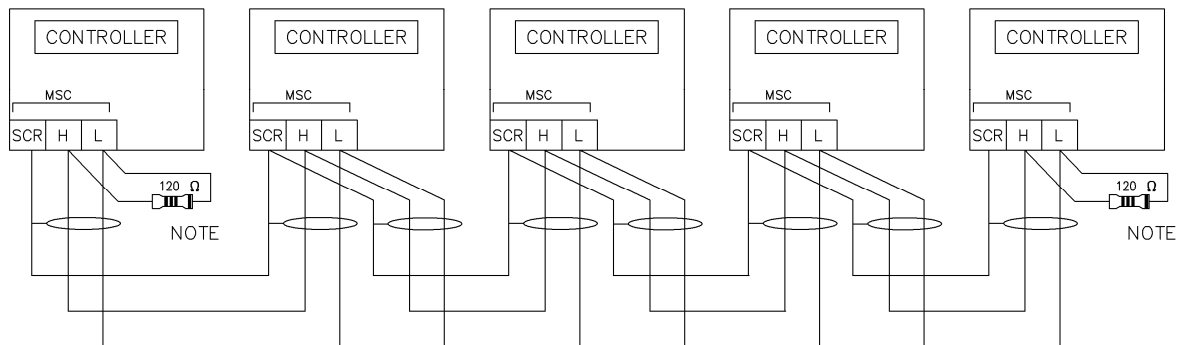 CONTROLLER CONTROLLER CONTROLLER CONTROLLER CONTROLLER
MSC MSC MSC MSC MSC
SCR H L SCR H L SCR H L SCR H L SCR H L
120 Ω 120 Ω
NOTE NOTE